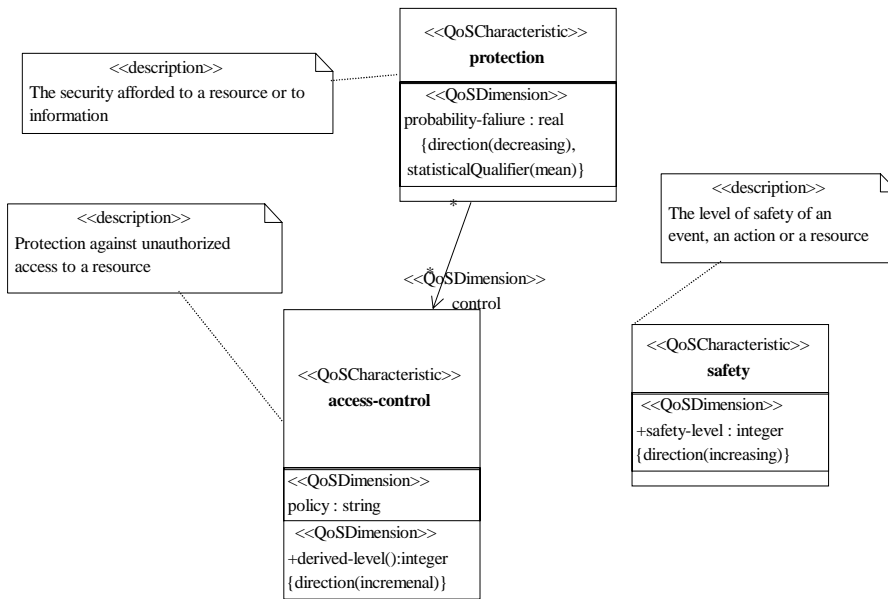 <<QoSCharacteristic>>
protection
<<description>>
The security afforded to a resource or to
information
<<QoSDimension>>
probability-faliure : real
{direction(decreasing),
statisticalQualifier(mean)}
*
<<description>>
The level of safety of an
event, an action or a resource
<<description>>
Protection against unauthorized
access to a resource
*
<<QoSDimension>>
control
<<QoSCharacteristic>>
access-control
<<QoSDimension>>
policy : string
<<QoSDimension>>
+derived-level():integer
{direction(incremenal)}
<<QoSCharacteristic>>
safety
<<QoSDimension>>
+safety-level : integer
{direction(increasing)}